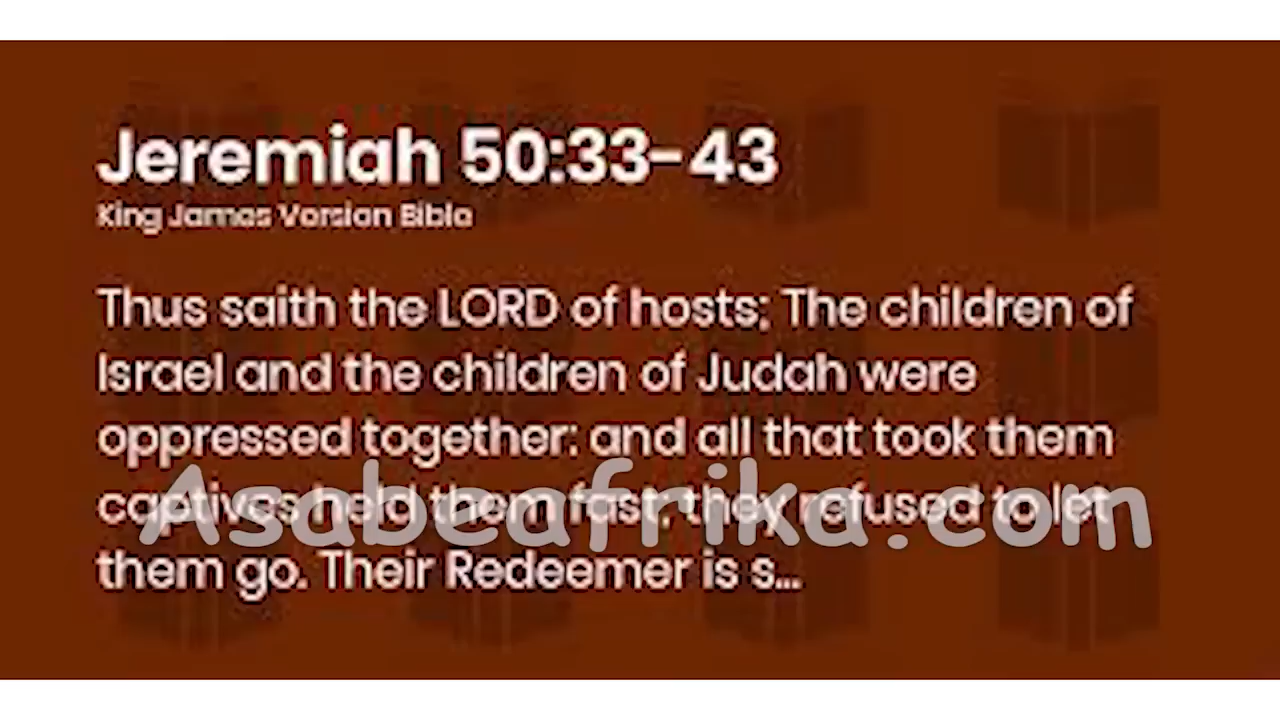 Jeremiah 50:33-43
King James Version Bible
Thus saith the LORD of hosts; The children of
Israel and the children of Judah were
oppressed together: and all that took them
captives held them fast; they refused to let
Asabeafrika.com
them go. Their Redeemer is s...